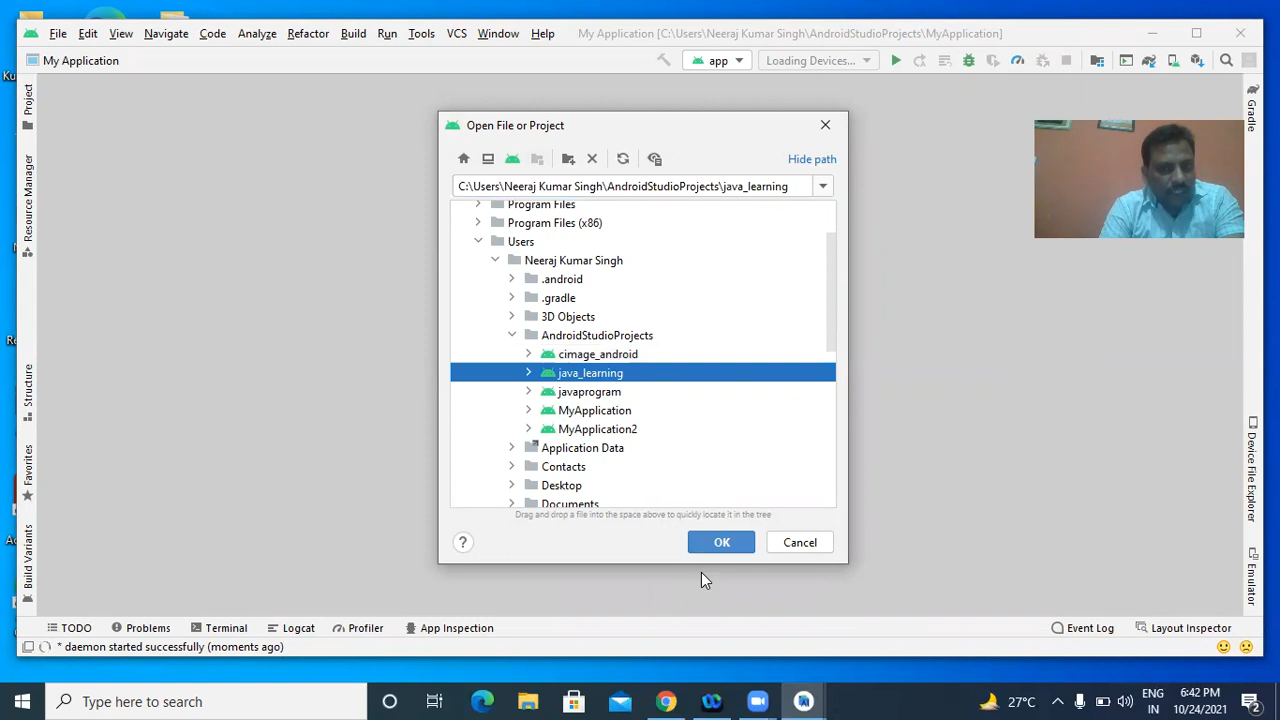 File Edit View Navigate Code Analyze Refactor Build Run Tools VCS Window Help My Application [C:\Users\Neeraj Kumar Singh\AndroidStudioProjects\MyApplication]
My Application app Loading Devices...
Project
Resource Manager
Structure
Favorites
Build Variants
Open File or Project
Hide path
C:\Users\Neeraj Kumar Singh\AndroidStudioProjects\java_learning
Program Files
Program Files (x86)
Users
Neeraj Kumar Singh
.android
.gradle
3D Objects
AndroidStudioProjects
cimage_android
java_learning
javaprogram
MyApplication
MyApplication2
Application Data
Contacts
Desktop
Documents
Drag and drop a file into the space above to quickly locate it in the tree
? OK Cancel
Gradle
Device File Explorer
Emulator
TODO Problems Terminal Logcat Profiler App Inspection Event Log Layout Inspector
* daemon started successfully (moments ago)
Type here to search 27°C ENG 6:42 PM
IN 10/24/2021 2